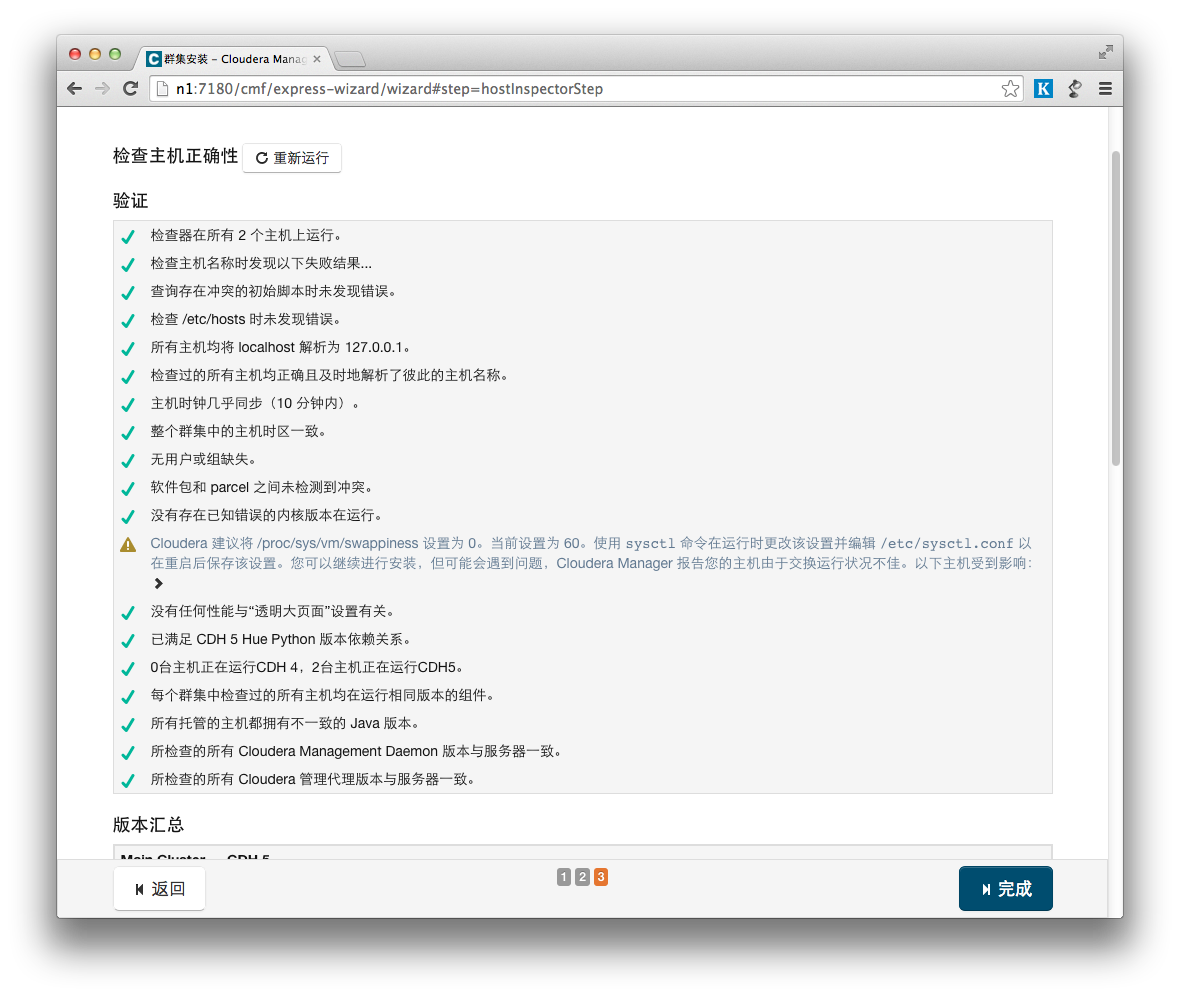 群集安装 – Cloudera Manag
n1:7180/cmf/express-wizard/wizard#step=hostInspectorStep
K
检查主机正确性 重新运行
验证
检查器在所有 2 个主机上运行。
检查主机名称时发现以下失败结果...
查询存在冲突的初始脚本时未发现错误。
检查 /etc/hosts 时未发现错误。
所有主机均将 localhost 解析为 127.0.0.1。
检查过的所有主机均正确且及时地解析了彼此的主机名称。
主机时钟几乎同步（10 分钟内）。
整个群集中的主机时区一致。
无用户或组缺失。
软件包和 parcel 之间未检测到冲突。
没有存在已知错误的内核版本在运行。
Cloudera 建议将 /proc/sys/vm/swappiness 设置为 0。当前设置为 60。使用 sysctl 命令在运行时更改该设置并编辑 /etc/sysctl.conf 以
在重启后保存该设置。您可以继续进行安装，但可能会遇到问题，Cloudera Manager 报告您的主机由于交换运行状况不佳。以下主机受到影响：
没有任何性能与“透明大页面”设置有关。
已满足 CDH 5 Hue Python 版本依赖关系。
0台主机正在运行CDH 4，2台主机正在运行CDH5。
每个群集中检查过的所有主机均在运行相同版本的组件。
所有托管的主机都拥有不一致的 Java 版本。
所检查的所有 Cloudera Management Daemon 版本与服务器一致。
所检查的所有 Cloudera 管理代理版本与服务器一致。
版本汇总
Main Cluster — CDH 5
返回 1 2 3 完成